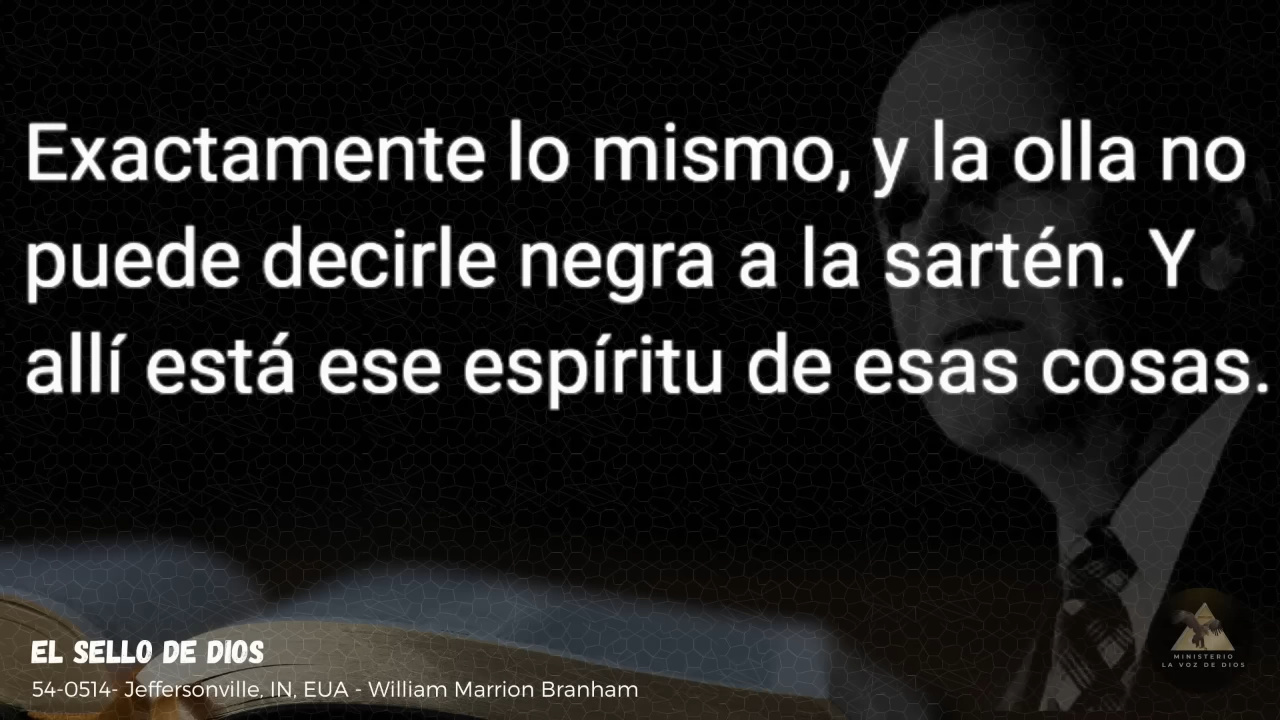 Exactamente lo mismo, y la olla no
puede decirle negra a la sartén. Y
allí está ese espíritu de esas cosas.
EL SELLO DE DIOS
54-0514- Jeffersonville, IN, EUA - William Marrion Branham
MINISTERIO
LA VOZ DE DIOS